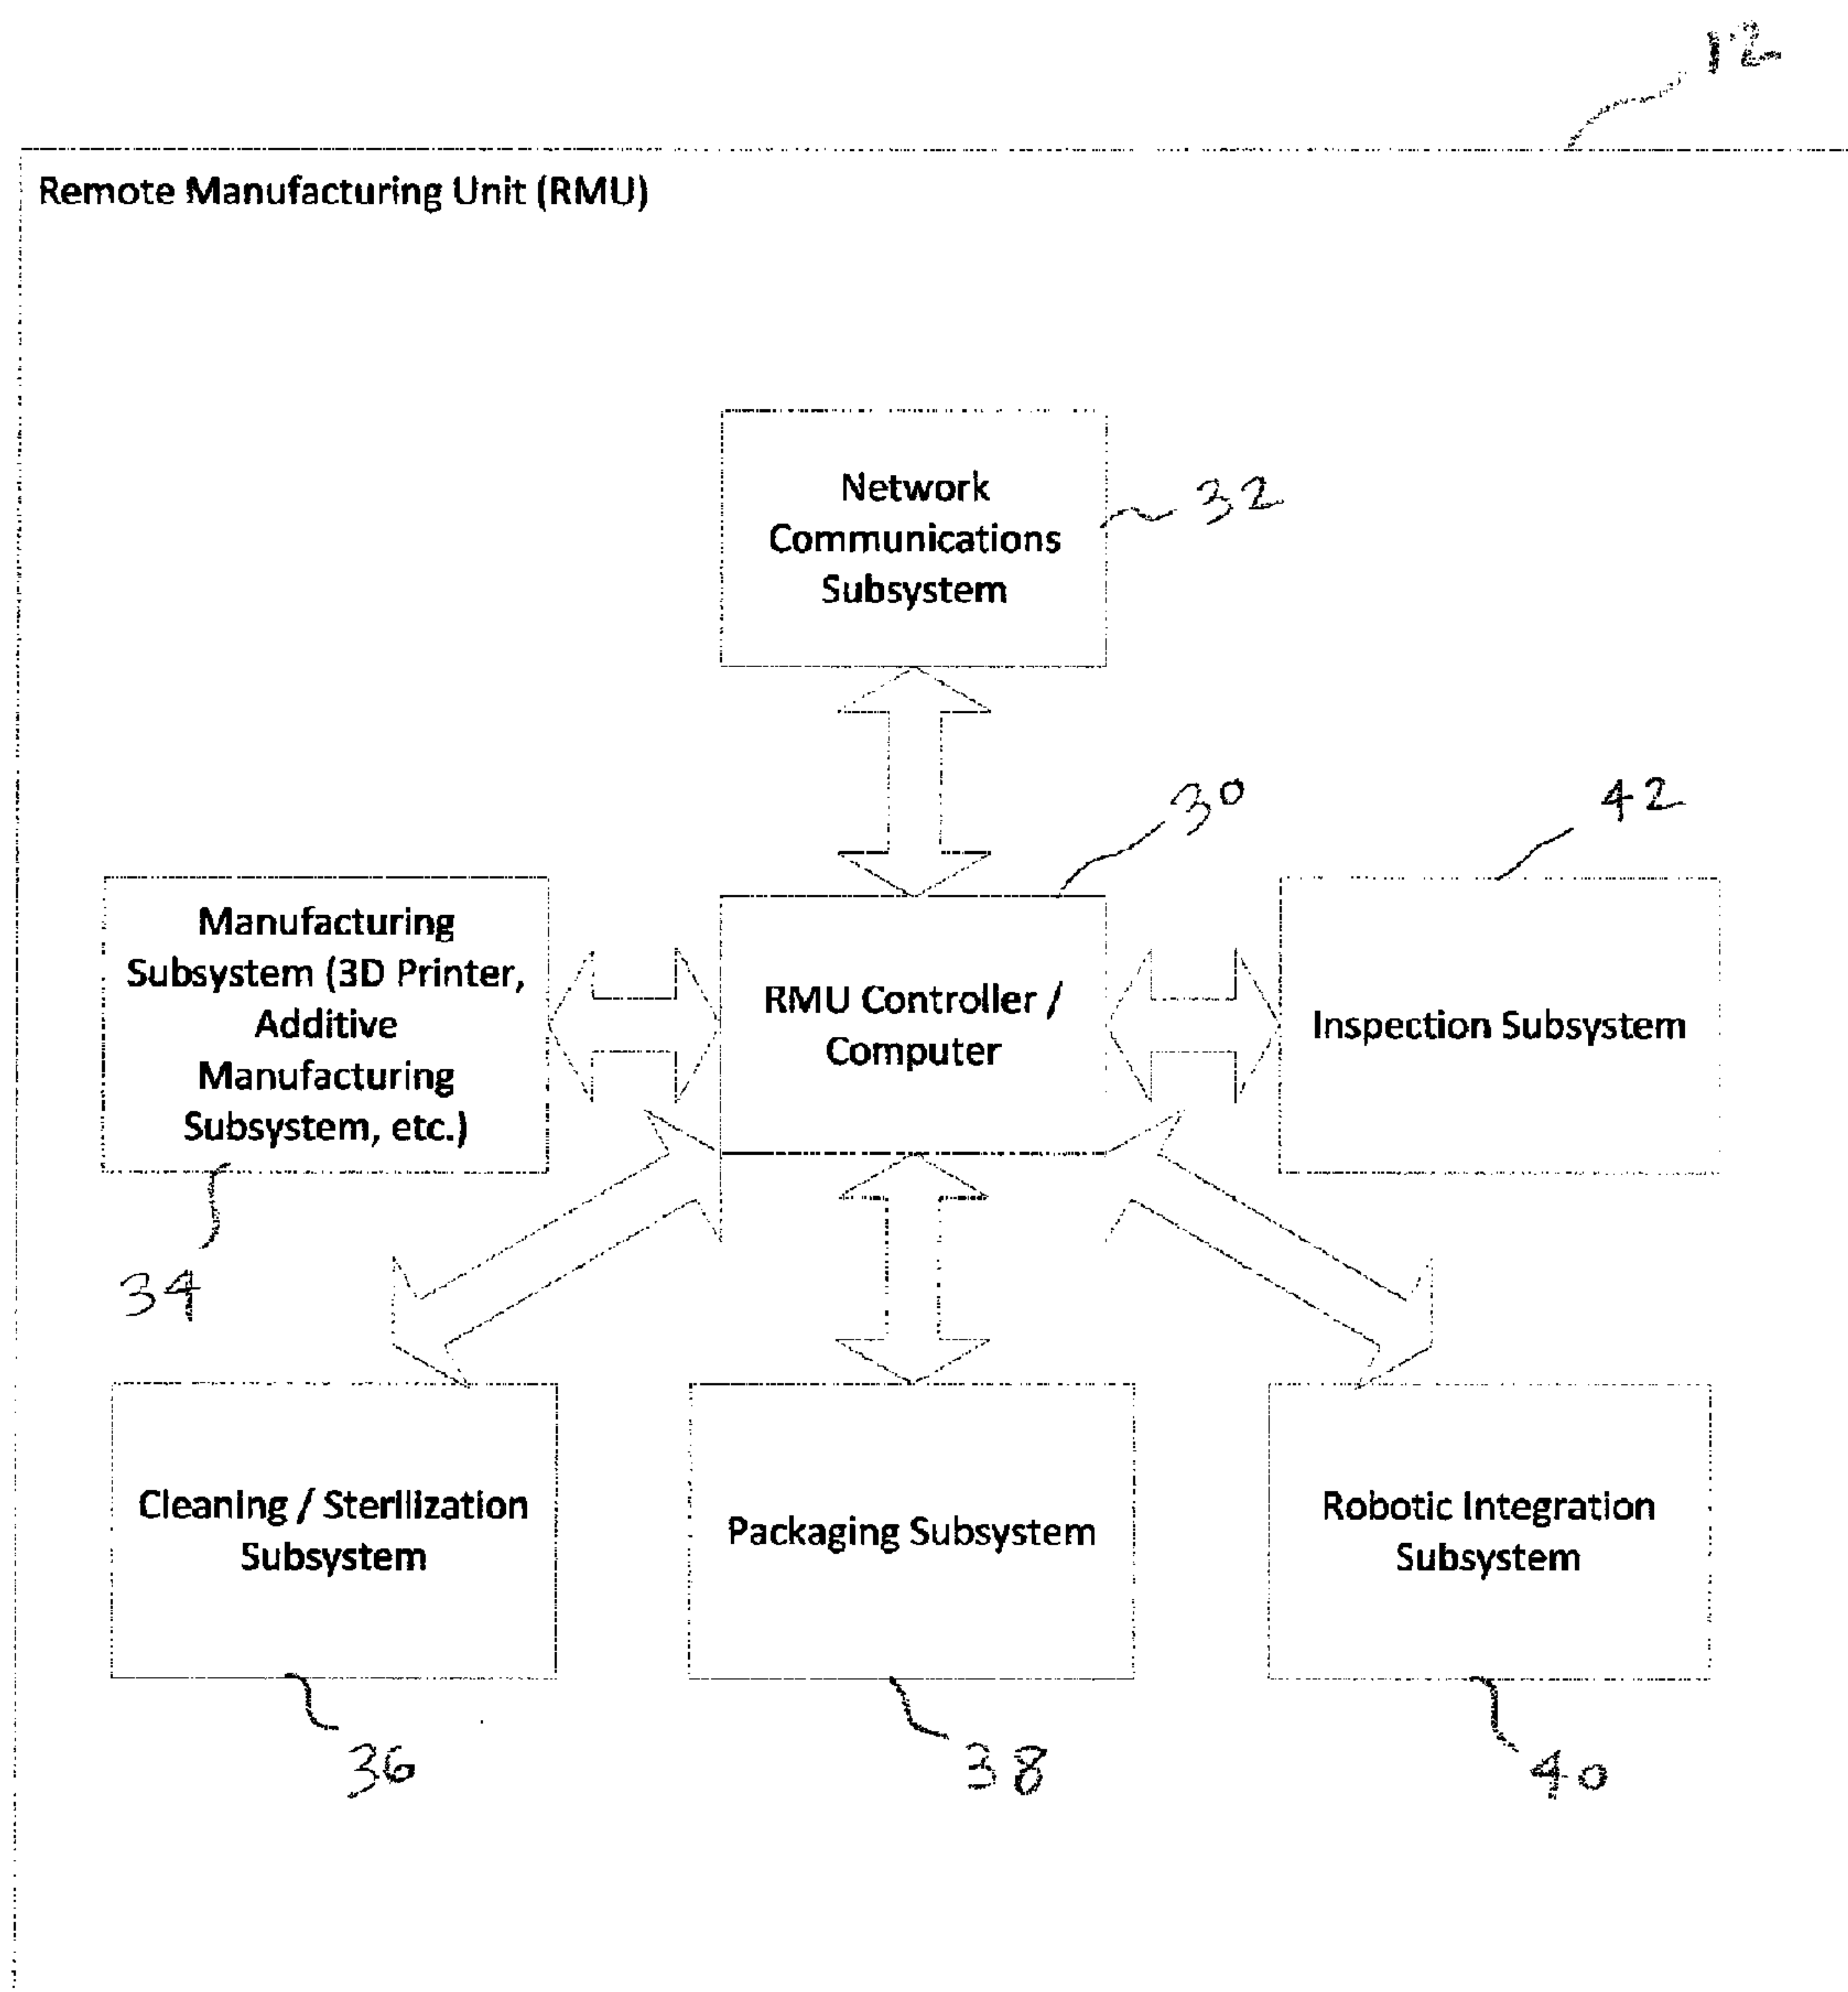 12
Remote Manufacturing Unit (RMU)
Network
Communications
Subsystem
32
30
42
Manufacturing
Subsystem (3D Printer,
Additive
Manufacturing
Subsystem, etc.)
RMU Controller /
Computer
Inspection Subsystem
34
Cleaning / Sterilization
Subsystem
Packaging Subsystem
Robotic Integration
Subsystem
36
38
40